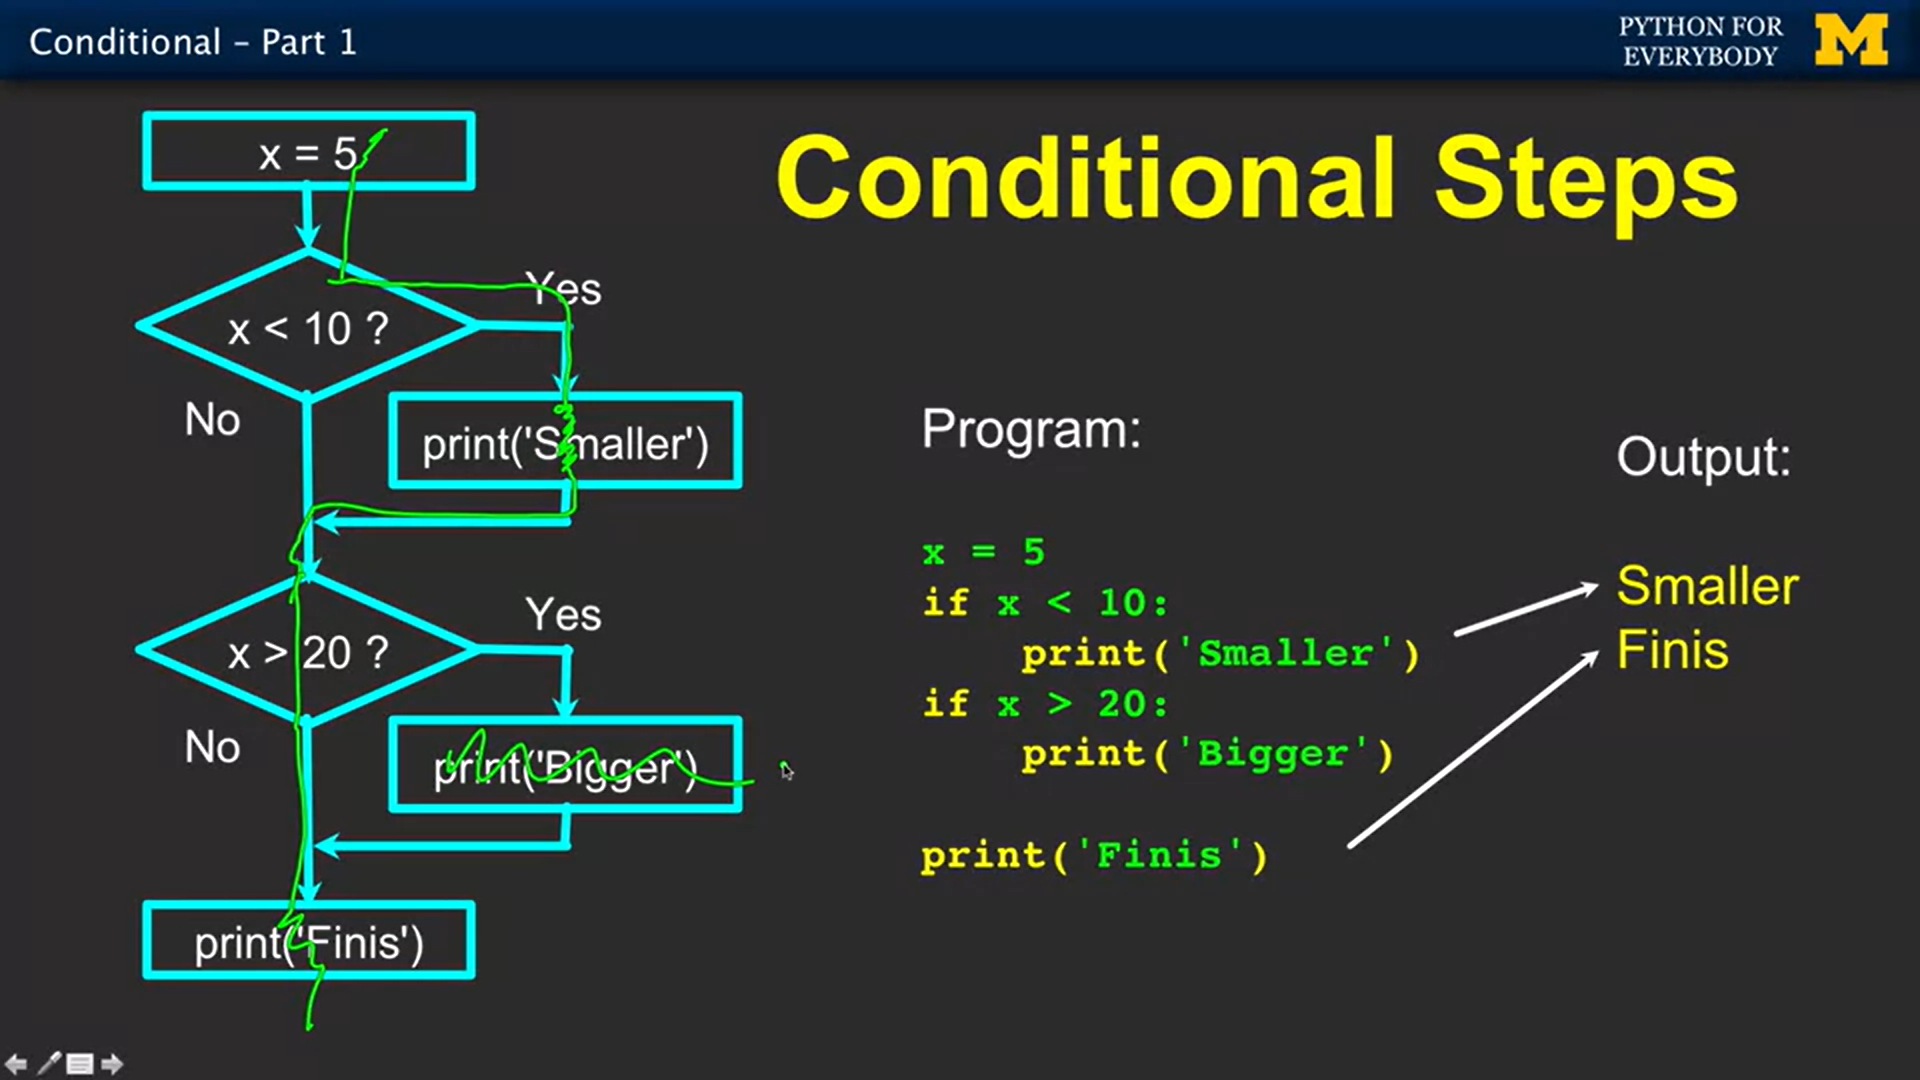 Conditional – Part 1
PYTHON FOR
EVERYBODY
M
Conditional Steps
x = 5
x < 10 ?
Yes
No
print('Smaller')
x > 20 ?
Yes
No
print('Bigger')
print('Finis')
Program:
x = 5
if x < 10:
    print('Smaller')
if x > 20:
    print('Bigger')
print('Finis')
Output:
Smaller
Finis